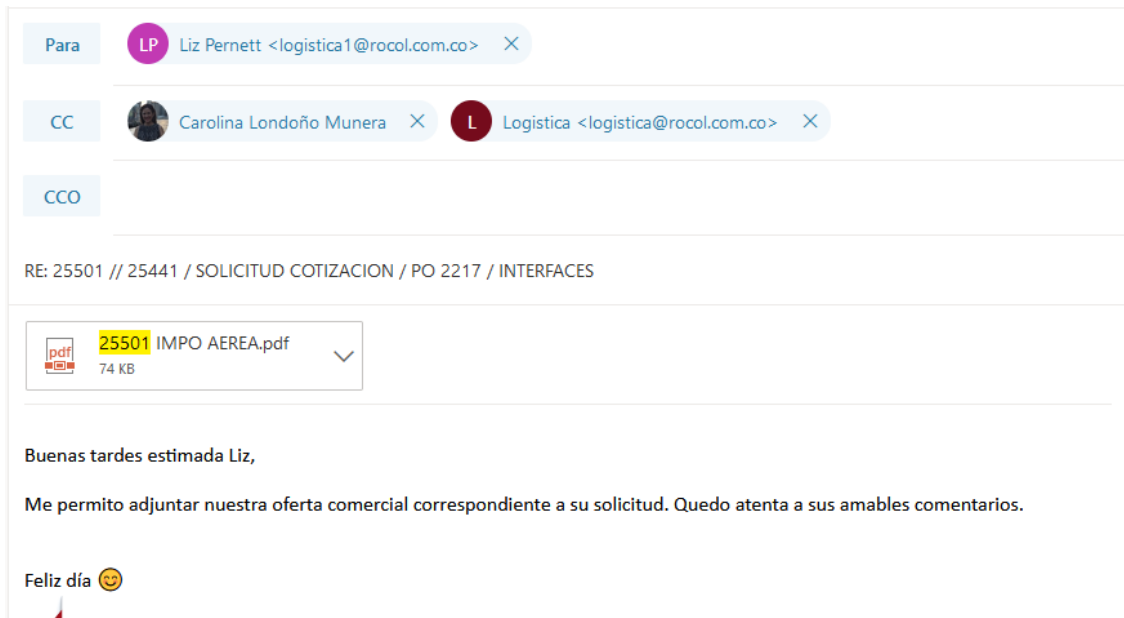 Para LP Liz Pernett <logistica1@rocol.com.co>
CC Carolina Londoño Munera L Logistica <logistica@rocol.com.co>
CCO
RE: 25501 // 25441 / SOLICITUD COTIZACION / PO 2217 / INTERFACES
pdf 25501 IMPO AEREA.pdf
74 KB
Buenas tardes estimada Liz,
Me permito adjuntar nuestra oferta comercial correspondiente a su solicitud. Quedo atenta a sus amables comentarios.
Feliz día 😊